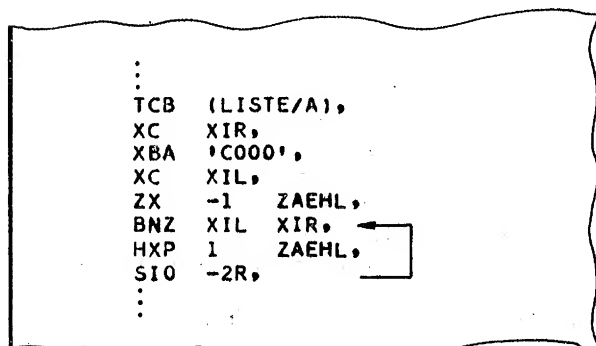 TCB (LISTE/A),
XC XIR,
XBA 'C000',
XC XIL,
ZX -1 ZAEHL,
BNZ XIL XIR,
HXP 1 ZAEHL,
SIO -2R,